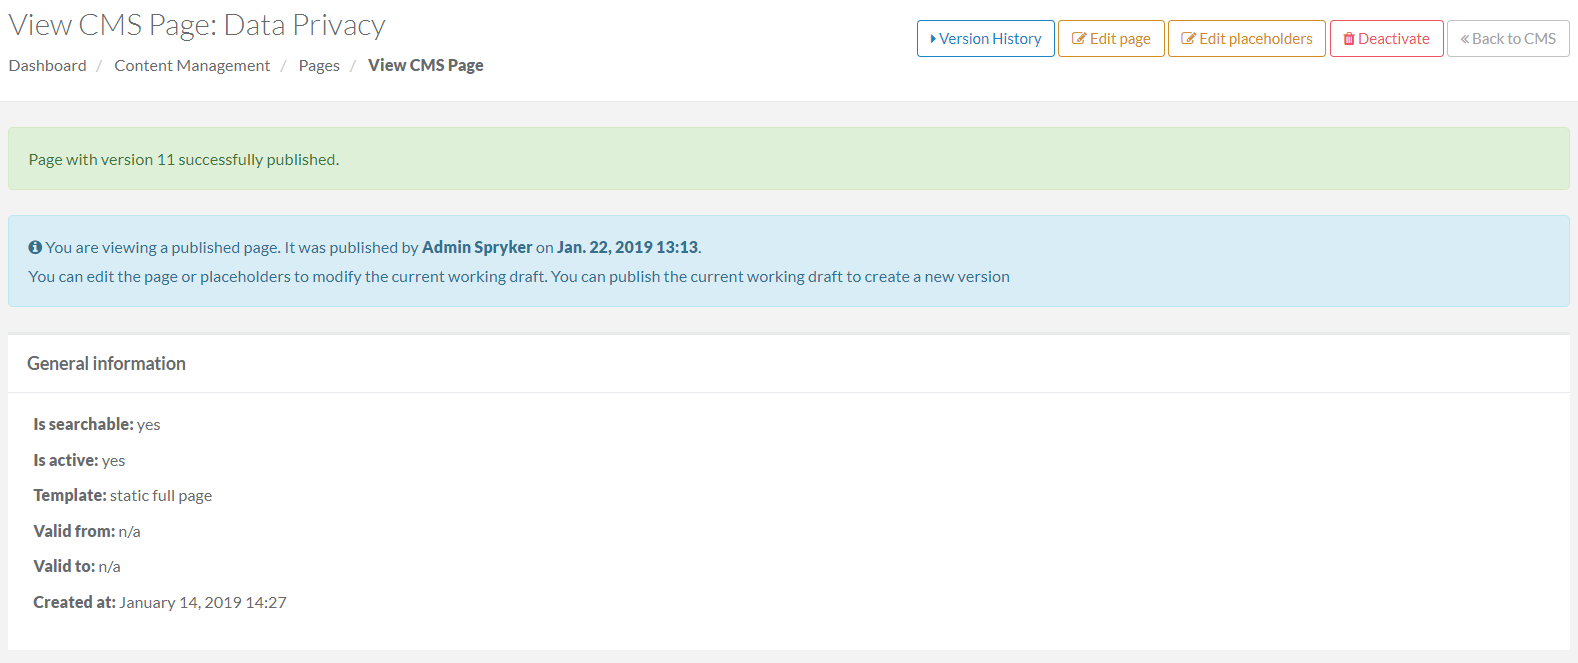 View CMS Page: Data Privacy
Version History
Edit page
Edit placeholders
Deactivate
Back to CMS
Dashboard / Content Management / Pages / View CMS Page
Page with version 11 successfully published.
You are viewing a published page. It was published by Admin Spryker on Jan. 22, 2019 13:13.
You can edit the page or placeholders to modify the current working draft. You can publish the current working draft to create a new version
General information
Is searchable: yes
Is active: yes
Template: static full page
Valid from: n/a
Valid to: n/a
Created at: January 14, 2019 14:27